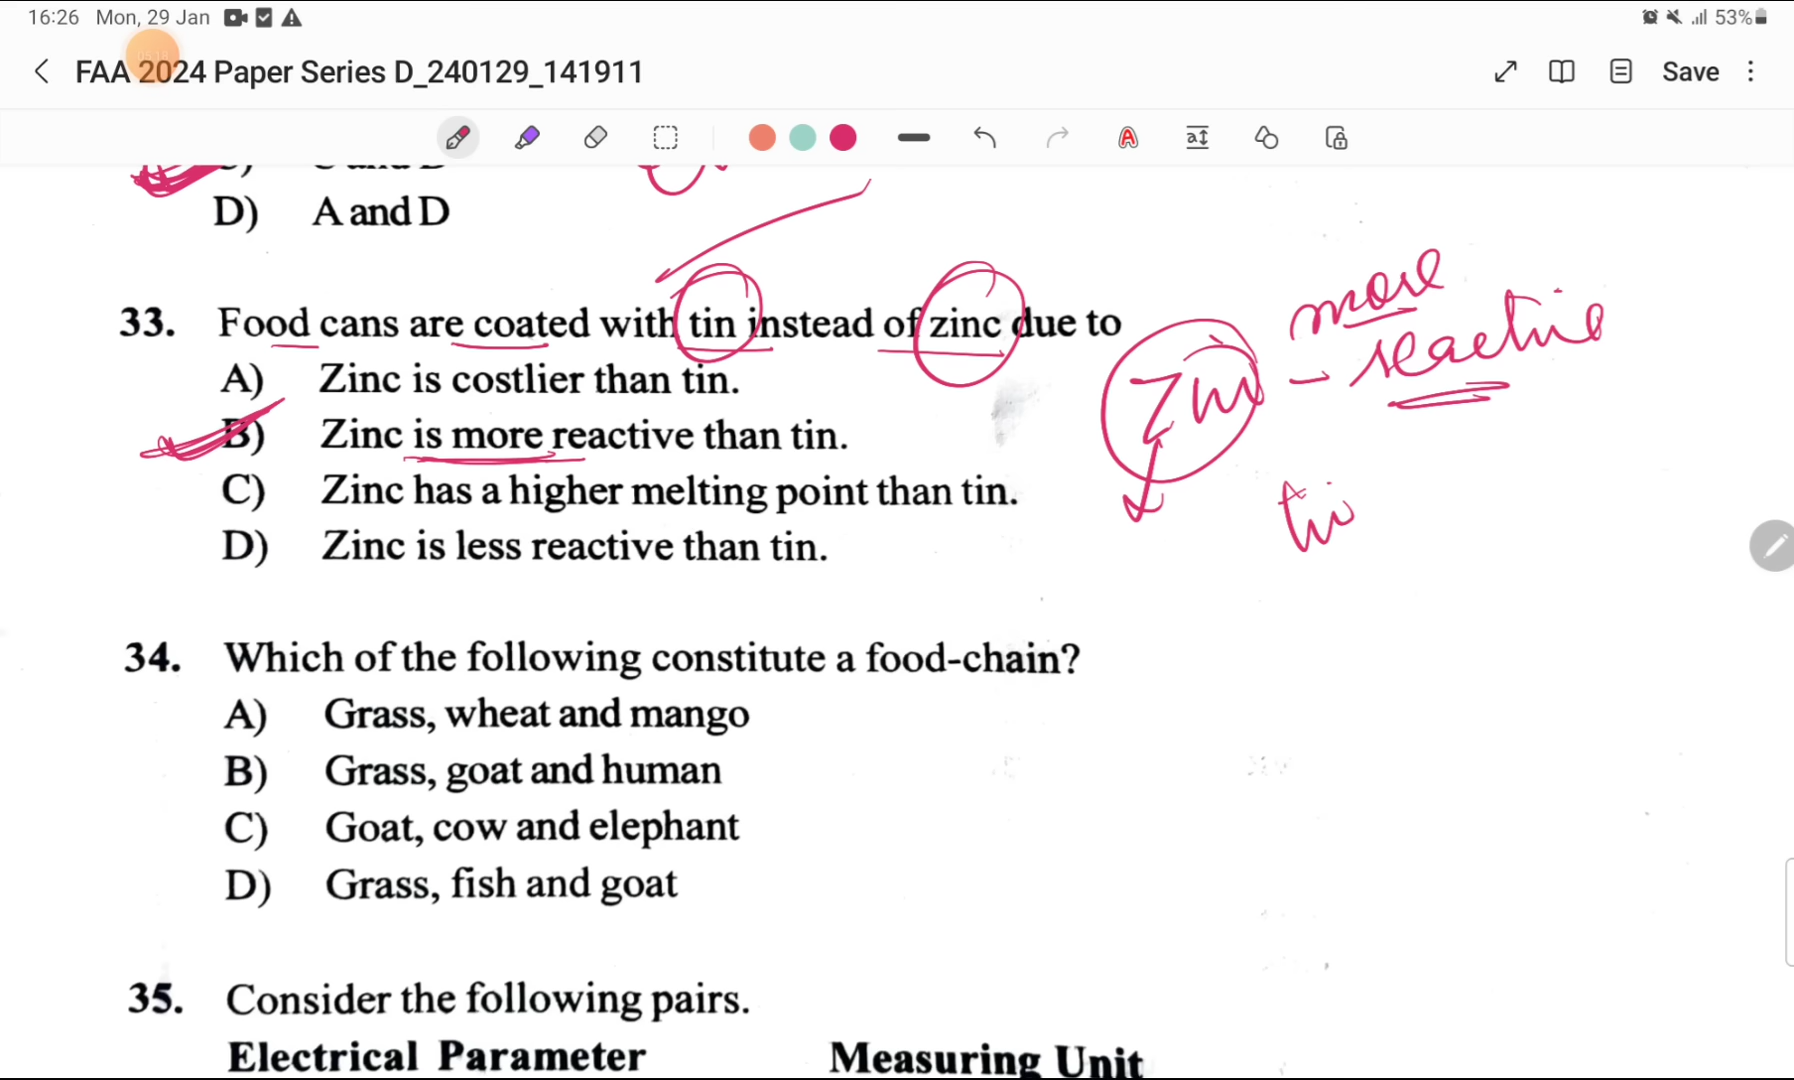 16:26 Mon, 29 Jan
53%
FAA 2024 Paper Series D_240129_141911
Save
D) A and D
33. Food cans are coated with tin instead of zinc due to
A) Zinc is costlier than tin.
B) Zinc is more reactive than tin.
C) Zinc has a higher melting point than tin.
D) Zinc is less reactive than tin.
more
Zn - reactive
tin
34. Which of the following constitute a food-chain?
A) Grass, wheat and mango
B) Grass, goat and human
C) Goat, cow and elephant
D) Grass, fish and goat
35. Consider the following pairs.
Electrical Parameter Measuring Unit